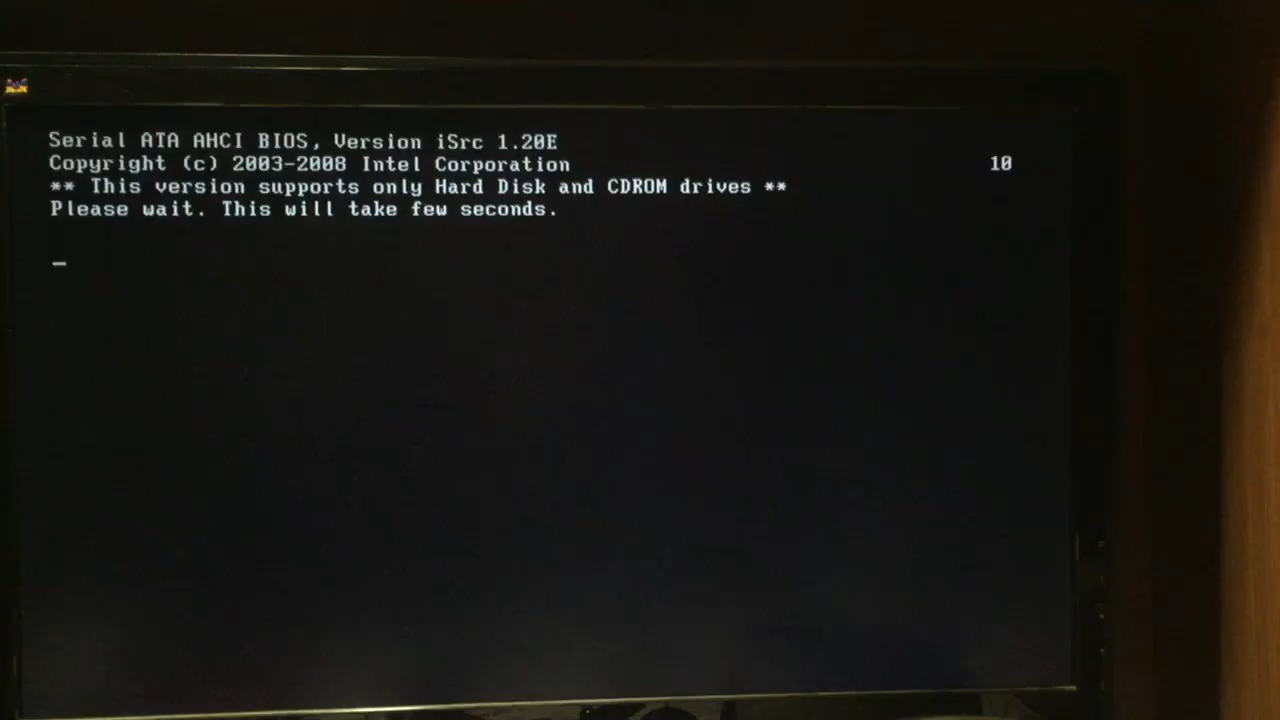 Serial ATA AHCI BIOS, Version iSrc 1.20E
Copyright (c) 2003-2008 Intel Corporation 10
** This version supports only Hard Disk and CDROM drives **
Please wait. This will take few seconds.